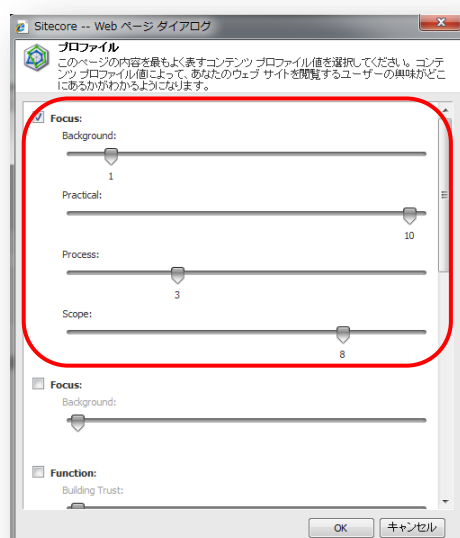 Sitecore -- Web ページ ダイアログ
プロファイル
このページの内容を最もよく表すコンテンツ プロファイル値を選択してください。コンテ
ンツ プロファイル値によって、あなたのウェブ サイトを閲覧するユーザーの興味がどこ
にあるかがわかるようになります。
Focus:
Background:
1
Practical:
10
Process:
3
Scope:
8
Focus:
Background:
Function:
Building Trust:
OK キャンセル